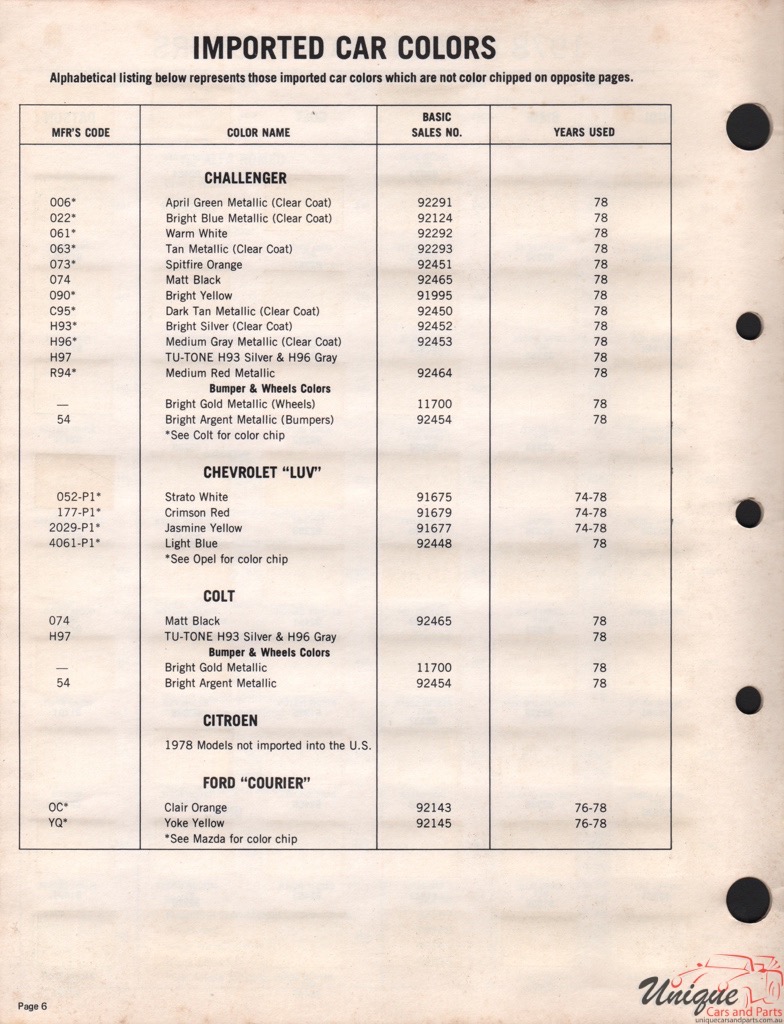 IMPORTED CAR COLORS
Alphabetical listing below represents those imported car colors which are not color chipped on opposite pages.
MFR'S CODE COLOR NAME BASIC SALES NO. YEARS USED
CHALLENGER
006* April Green Metallic (Clear Coat) 92291 78
022* Bright Blue Metallic (Clear Coat) 92124 78
061* Warm White 92292 78
063* Tan Metallic (Clear Coat) 92293 78
073* Spitfire Orange 92451 78
074 Matt Black 92465 78
090* Bright Yellow 91995 78
C95* Dark Tan Metallic (Clear Coat) 92450 78
H93* Bright Silver (Clear Coat) 92452 78
H96* Medium Gray Metallic (Clear Coat) 92453 78
H97 TU-TONE H93 Silver & H96 Gray 78
R94* Medium Red Metallic 92464 78
Bumper & Wheels Colors
— Bright Gold Metallic (Wheels) 11700 78
54 Bright Argent Metallic (Bumpers) 92454 78
*See Colt for color chip
CHEVROLET “LUV”
052-P1* Strato White 91675 74-78
177-P1* Crimson Red 91679 74-78
2029-P1* Jasmine Yellow 91677 74-78
4061-P1* Light Blue 92448 78
*See Opel for color chip
COLT
074 Matt Black 92465 78
H97 TU-TONE H93 Silver & H96 Gray 78
Bumper & Wheels Colors
— Bright Gold Metallic 11700 78
54 Bright Argent Metallic 92454 78
CITROEN
1978 Models not imported into the U.S.
FORD “COURIER”
OC* Clair Orange 92143 76-78
YQ* Yoke Yellow 92145 76-78
*See Mazda for color chip
Page 6
Unique
Cars and Parts
uniquecarsandparts.com.au